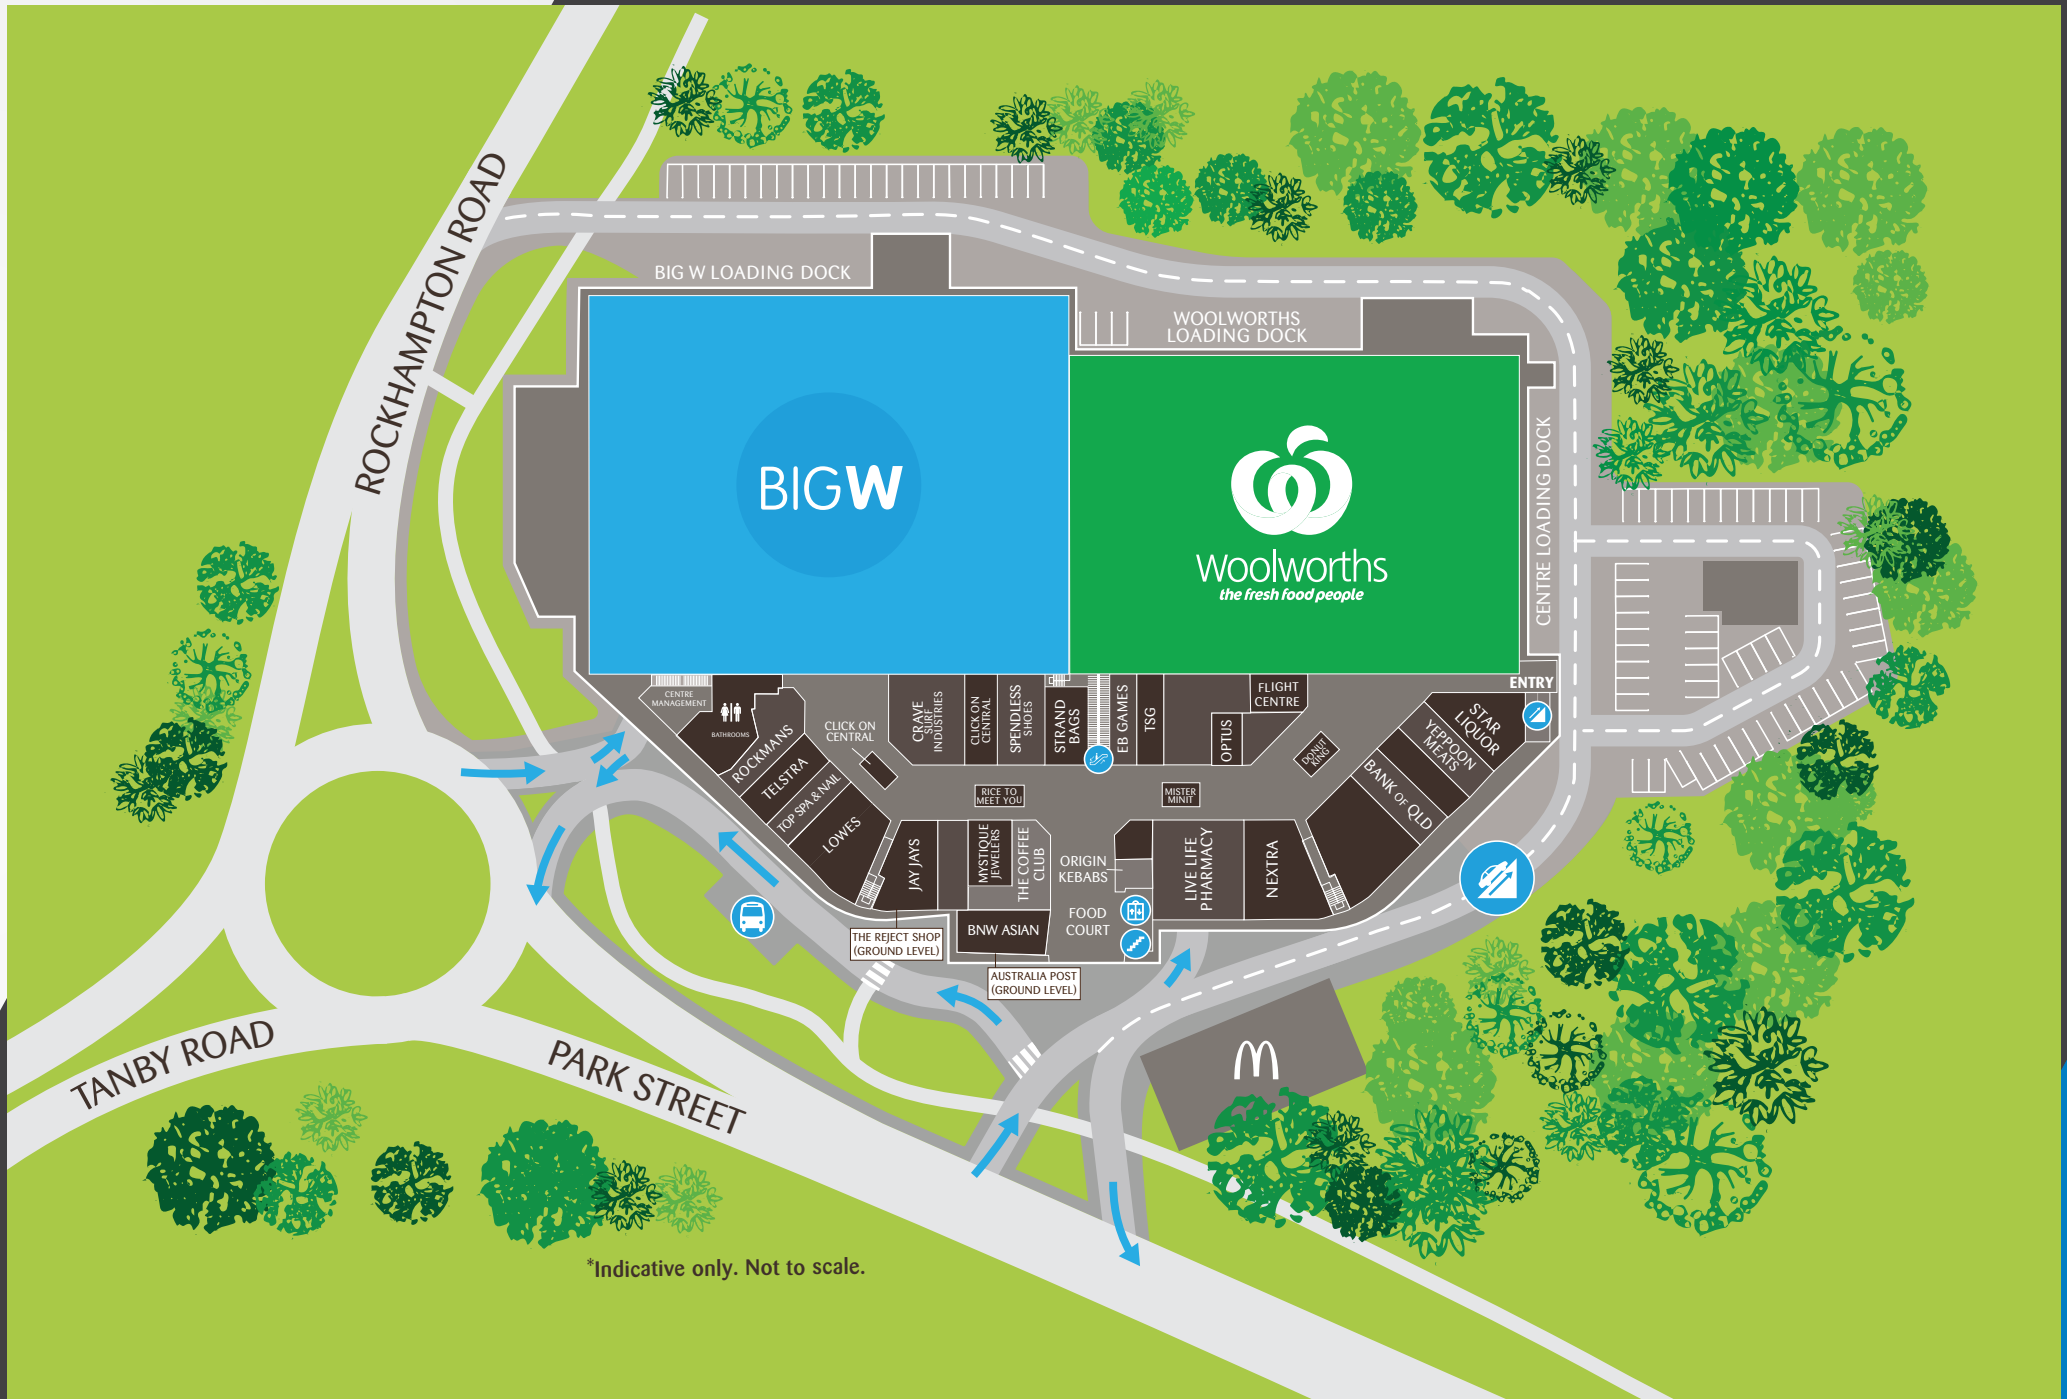 ROCKHAMPTON ROAD
BIG W LOADING DOCK
WOOLWORTHS
LOADING DOCK
BIGW
Woolworths
the fresh food people
CENTRE LOADING DOCK
ENTRY
CENTRE
MANAGEMENT
BATHROOMS
ROCKMANS
TELSTRA
TOP SPA & NAIL
LOWES
CLICK ON
CENTRAL
CRAVE
SURF
INDUSTRIES
CLICK ON
CENTRAL
SPENDLESS
SHOES
STRAND
BAGS
EB GAMES
TSG
OPTUS
FLIGHT
CENTRE
DONUT
KING
STAR
LIQUOR
YEPPOON
MEATS
BANK OF QLD
RICE TO
MEET YOU
MISTER
MINIT
JAY JAYS
MYSTIQUE
JEWELERS
THE COFFEE
CLUB
ORIGIN
KEBABS
LIVE LIFE
PHARMACY
NEXTRA
FOOD
COURT
BNW ASIAN
THE REJECT SHOP
(GROUND LEVEL)
AUSTRALIA POST
(GROUND LEVEL)
TANBY ROAD
PARK STREET
*Indicative only. Not to scale.